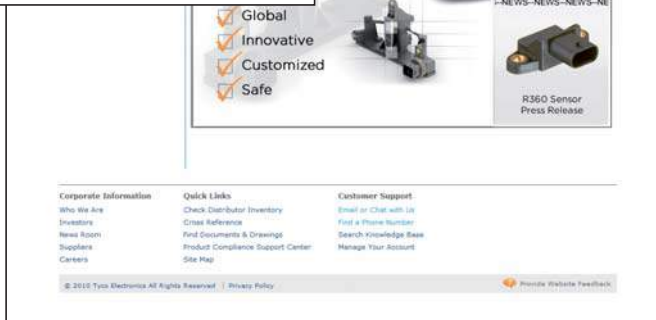 -NEWS--NEWS--NEWS--NE
Global
Innovative
Customized
Safe
R360 Sensor
Press Release
Corporate Information
Who We Are
Investors
News Room
Suppliers
Careers
Quick Links
Check Distributor Inventory
Cross Reference
Find Documents & Drawings
Product Compliance Support Center
Site Map
Customer Support
Email or Chat with Us
Find a Phone Number
Search Knowledge Base
Manage Your Account
© 2010 Tyco Electronics All Rights Reserved | Privacy Policy
Provide Website Feedback